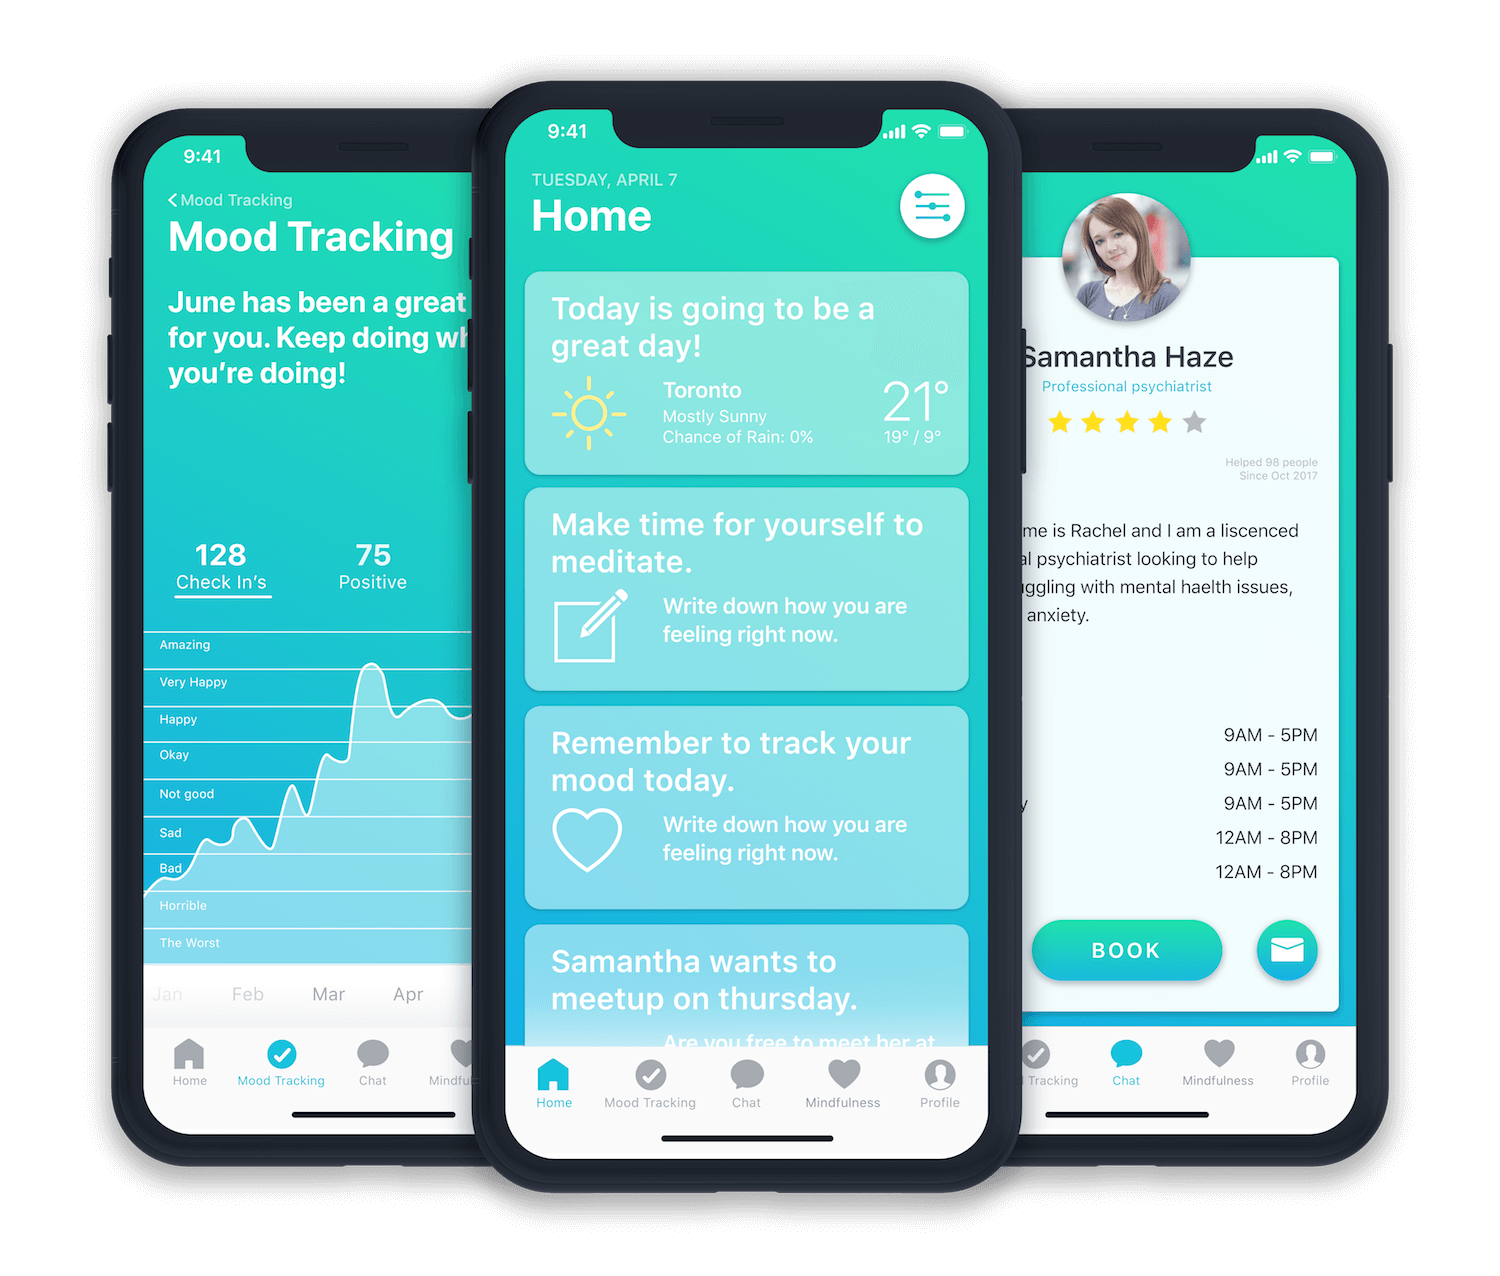 9:41
Mood Tracking
Mood Tracking
June has been a great
for you. Keep doing
you're doing!
128
Check In's
75
Positive
Amazing
Very Happy
Happy
Okay
Not good
Sad
Bad
Horrible
The Worst
Jan
Feb
Mar
Apr
Home
Mood Tracking
Chat
9:41
TUESDAY, APRIL 7
Home
Today is going to be a
great day!
Toronto
Mostly Sunny
Chance of Rain: 0%
21°
19° / 9°
Make time for yourself to
meditate.
Write down how you are
feeling right now.
Remember to track your
mood today.
Write down how you are
feeling right now.
Samantha wants to
meetup on thursday.
Are you free to meet her at
Home
Mood Tracking
Chat
Mindfulness
Profile
Samantha Haze
Professional psychiatrist
Helped 98 people
Since Oct 2017
me is Rachel and I am a liscenced
al psychiatrist looking to help
uggling with mental haelth issues,
anxiety.
9AM - 5PM
9AM - 5PM
y 9AM - 5PM
12AM - 8PM
12AM - 8PM
BOOK
Tracking
Chat
Mindfulness
Profile